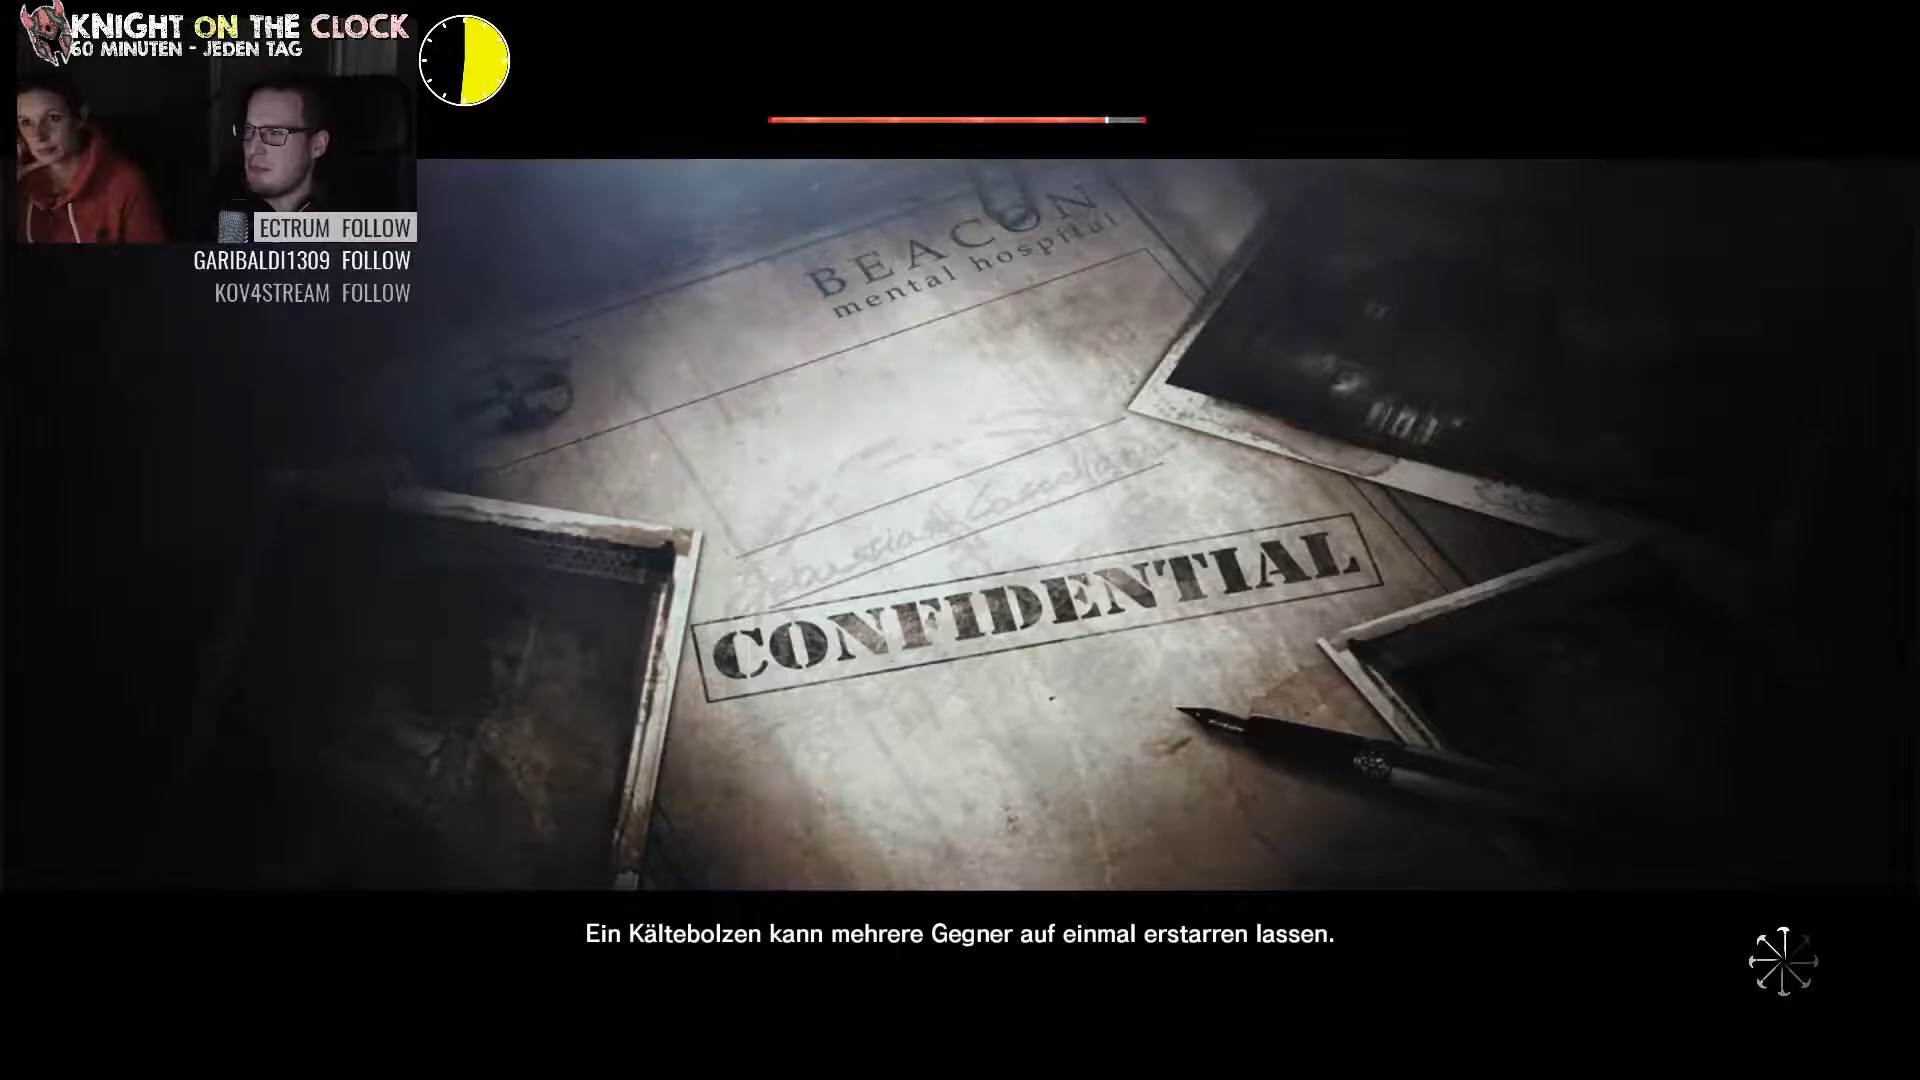 KNIGHT ON THE CLOCK
60 MINUTEN - JEDEN TAG
ECTRUM FOLLOW
GARIBALDI1309 FOLLOW
KOV4STREAM FOLLOW
BEACON
mental hospital
CONFIDENTIAL
Ein Kältebolzen kann mehrere Gegner auf einmal erstarren lassen.